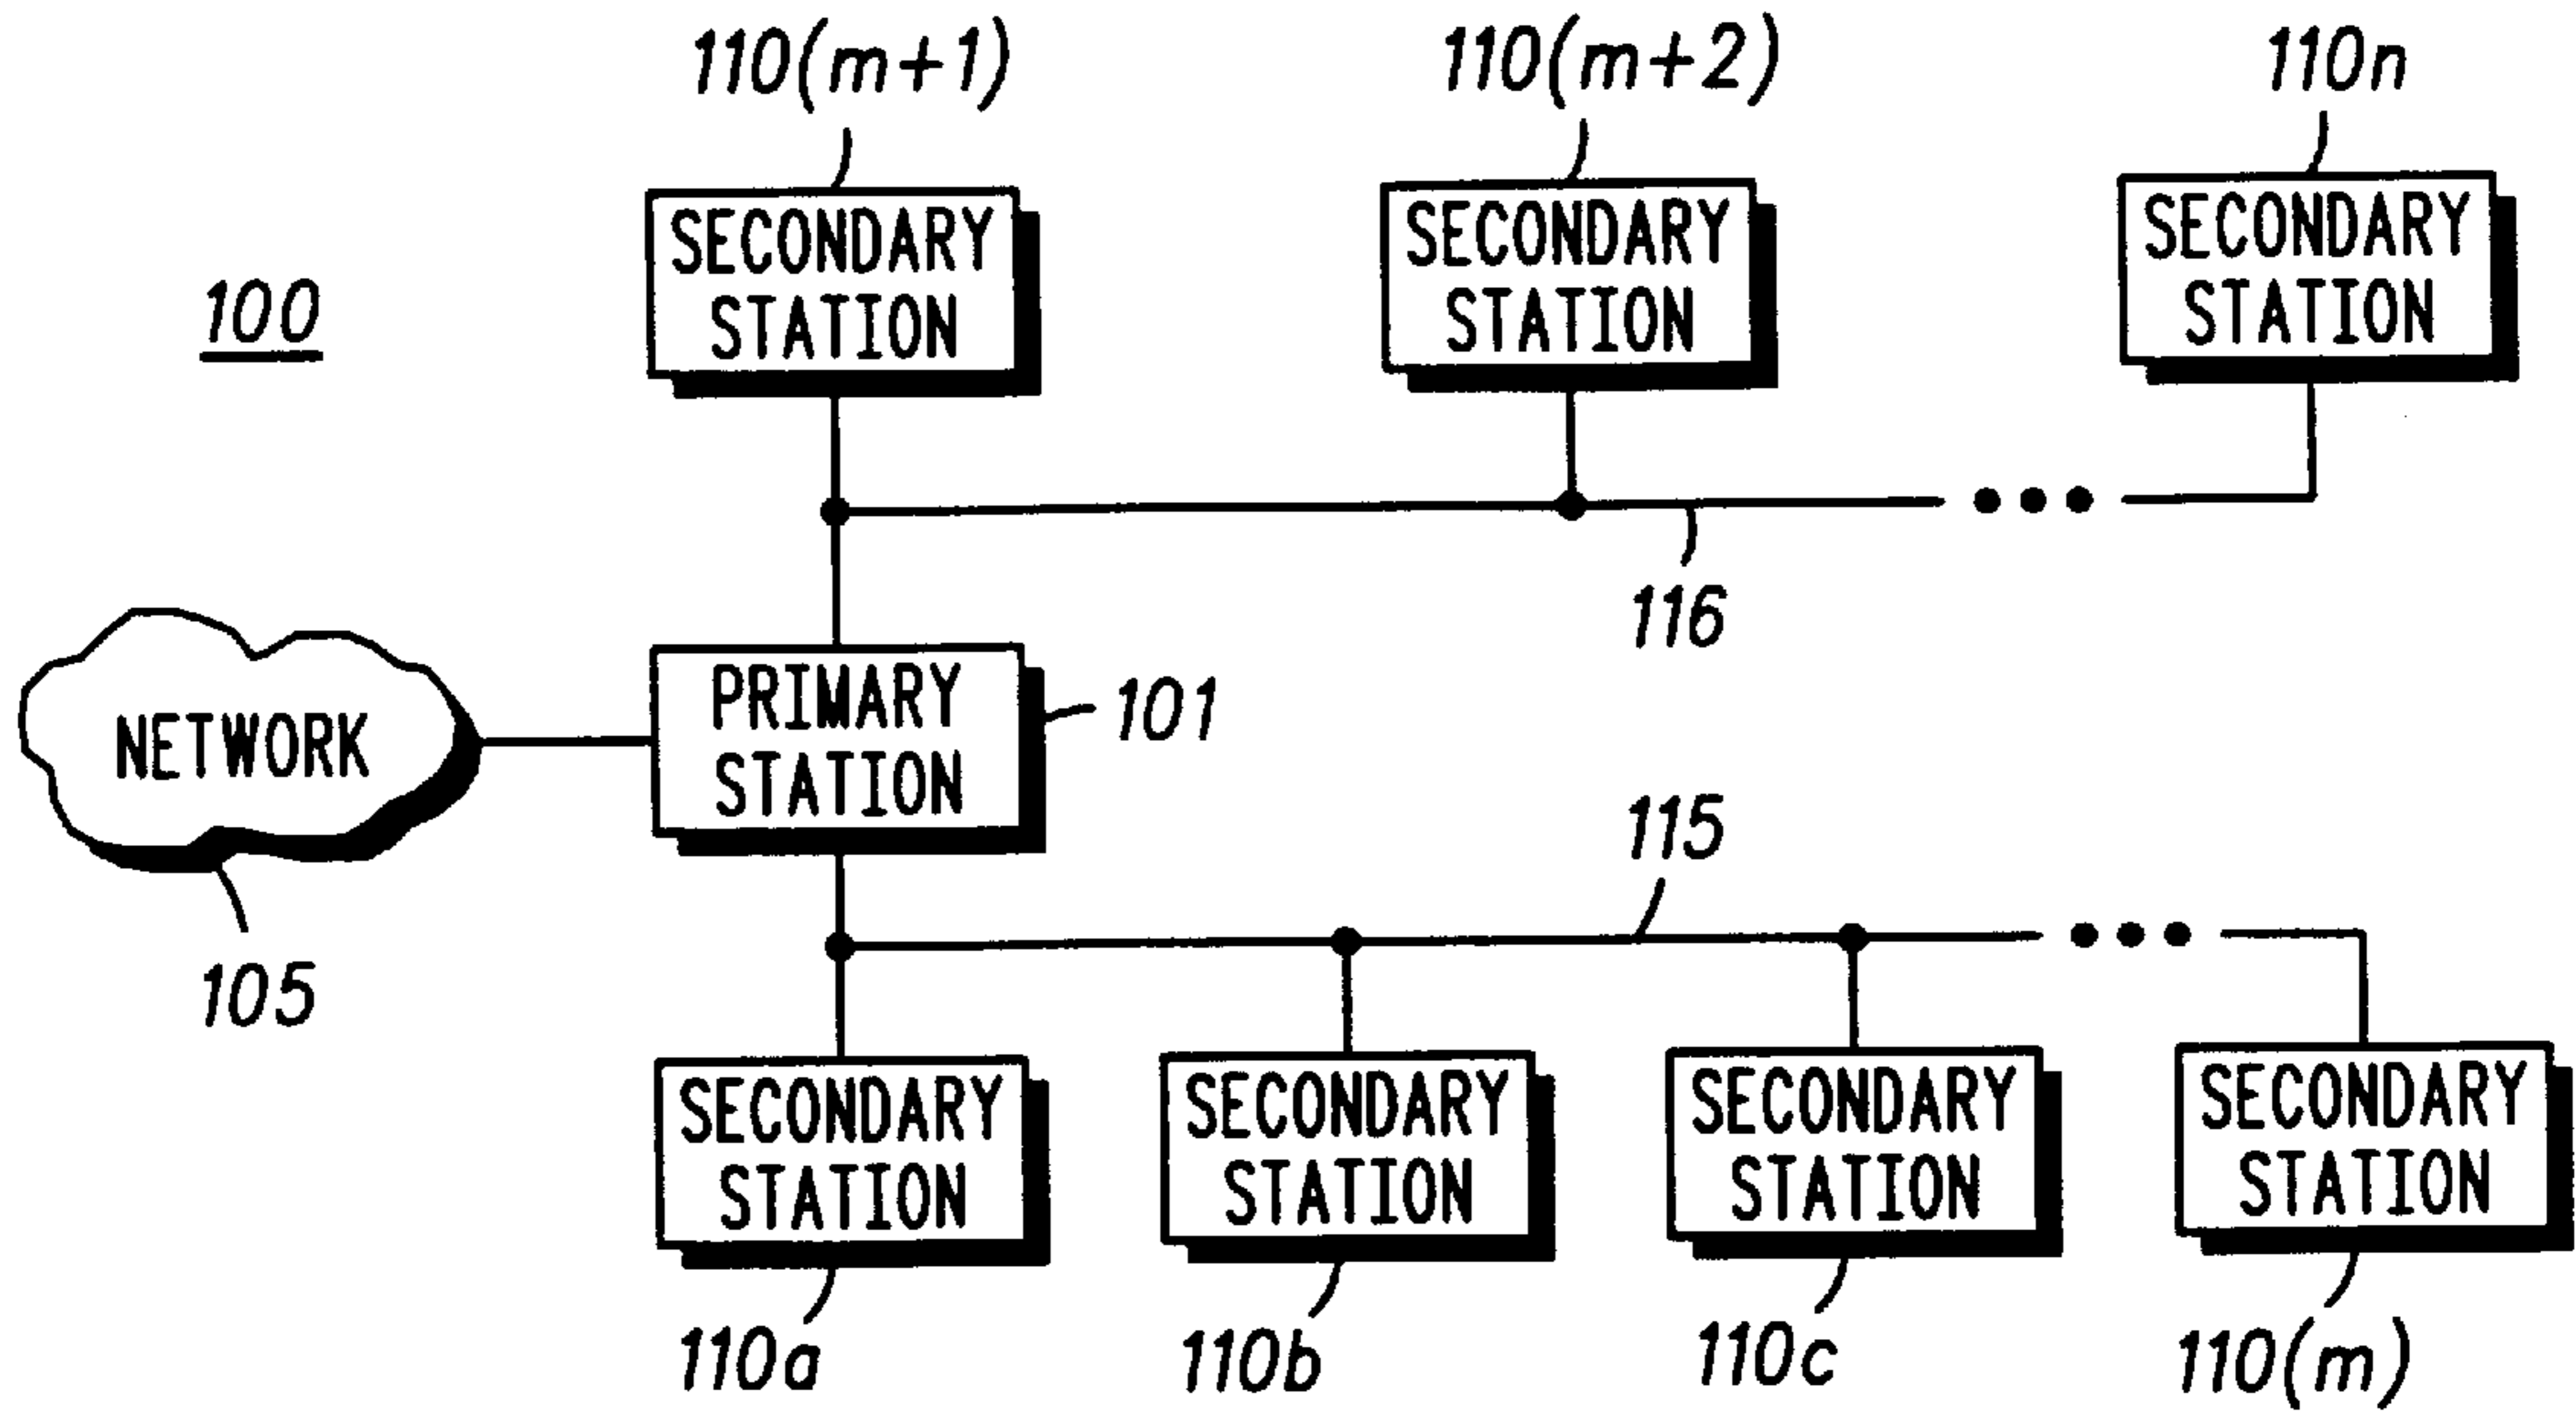 110(m+1)
110(m+2)
110n
SECONDARY
STATION
SECONDARY
STATION
SECONDARY
STATION
100
116
NETWORK
PRIMARY
STATION
101
115
105
SECONDARY
STATION
SECONDARY
STATION
SECONDARY
STATION
SECONDARY
STATION
110a
110b
110c
110(m)